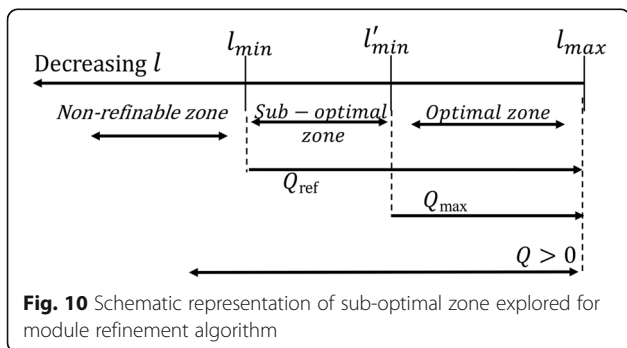 l_min l'_min l_max
Decreasing l
Non-refinable zone Sub − optimal zone Optimal zone
Q_ref
Q_max
Q > 0
Fig. 10 Schematic representation of sub-optimal zone explored for
module refinement algorithm